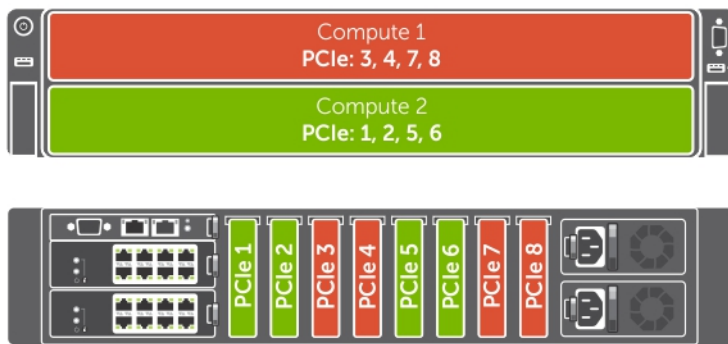 Compute 1
PCIe: 3, 4, 7, 8
Compute 2
PCIe: 1, 2, 5, 6
PCIe 1
PCIe 2
PCIe 3
PCIe 4
PCIe 5
PCIe 6
PCIe 7
PCIe 8